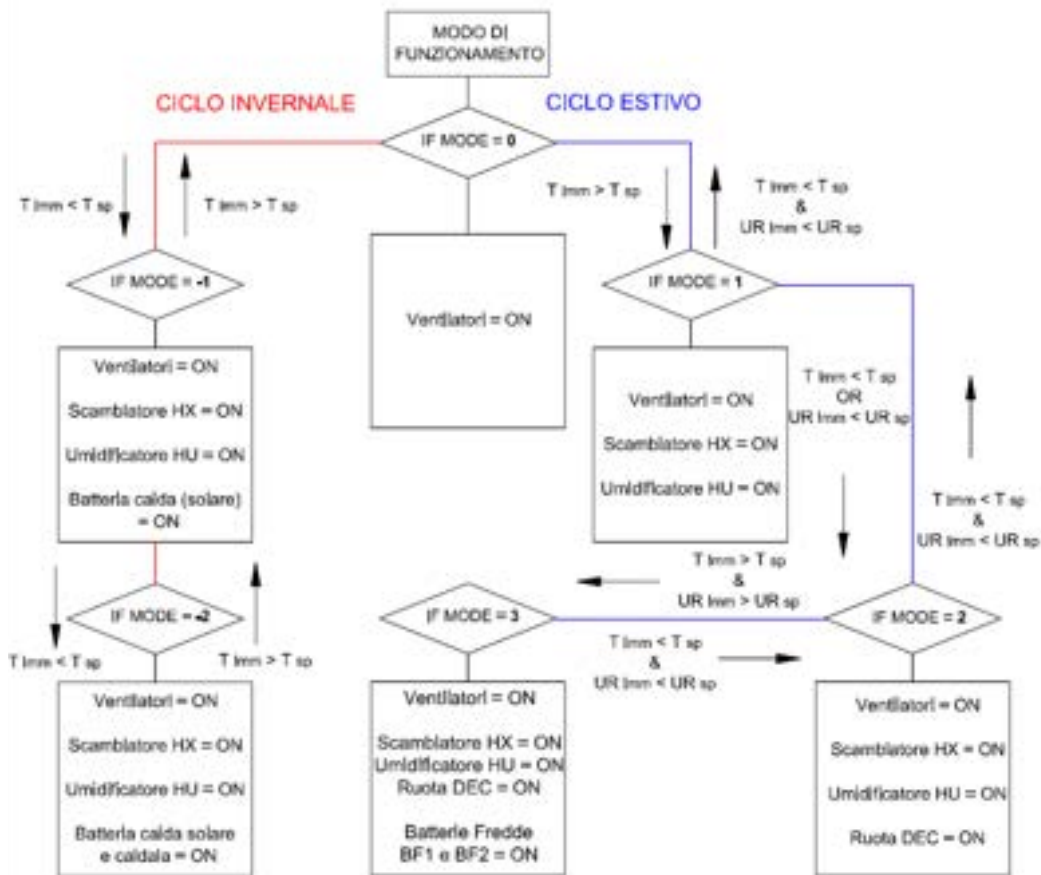 MODO DI
FUNZIONAMENTO
CICLO INVERNALE
CICLO ESTIVO
IF MODE = 0
T imm < T sp
T imm > T sp
T imm > T sp
T imm < T sp
&
UR imm < UR sp
IF MODE = -1
Ventilatori = ON
IF MODE = 1
Ventilatori = ON
Scambiatore HX = ON
Umidificatore HU = ON
Batteria calda (solare)
= ON
Ventilatori = ON
Scambiatore HX = ON
Umidificatore HU = ON
T imm < T sp
OR
UR imm < UR sp
T imm < T sp
&
UR imm < UR sp
T imm > T sp
&
UR imm > UR sp
IF MODE = -2
IF MODE = 3
IF MODE = 2
T imm < T sp
T imm > T sp
T imm < T sp
&
UR imm < UR sp
Ventilatori = ON
Scambiatore HX = ON
Umidificatore HU = ON
Batteria calda solare
e caldaia = ON
Ventilatori = ON
Scambiatore HX = ON
Umidificatore HU = ON
Ruota DEC = ON
Batterie Fredde
BF1 e BF2 = ON
Ventilatori = ON
Scambiatore HX = ON
Umidificatore HU = ON
Ruota DEC = ON